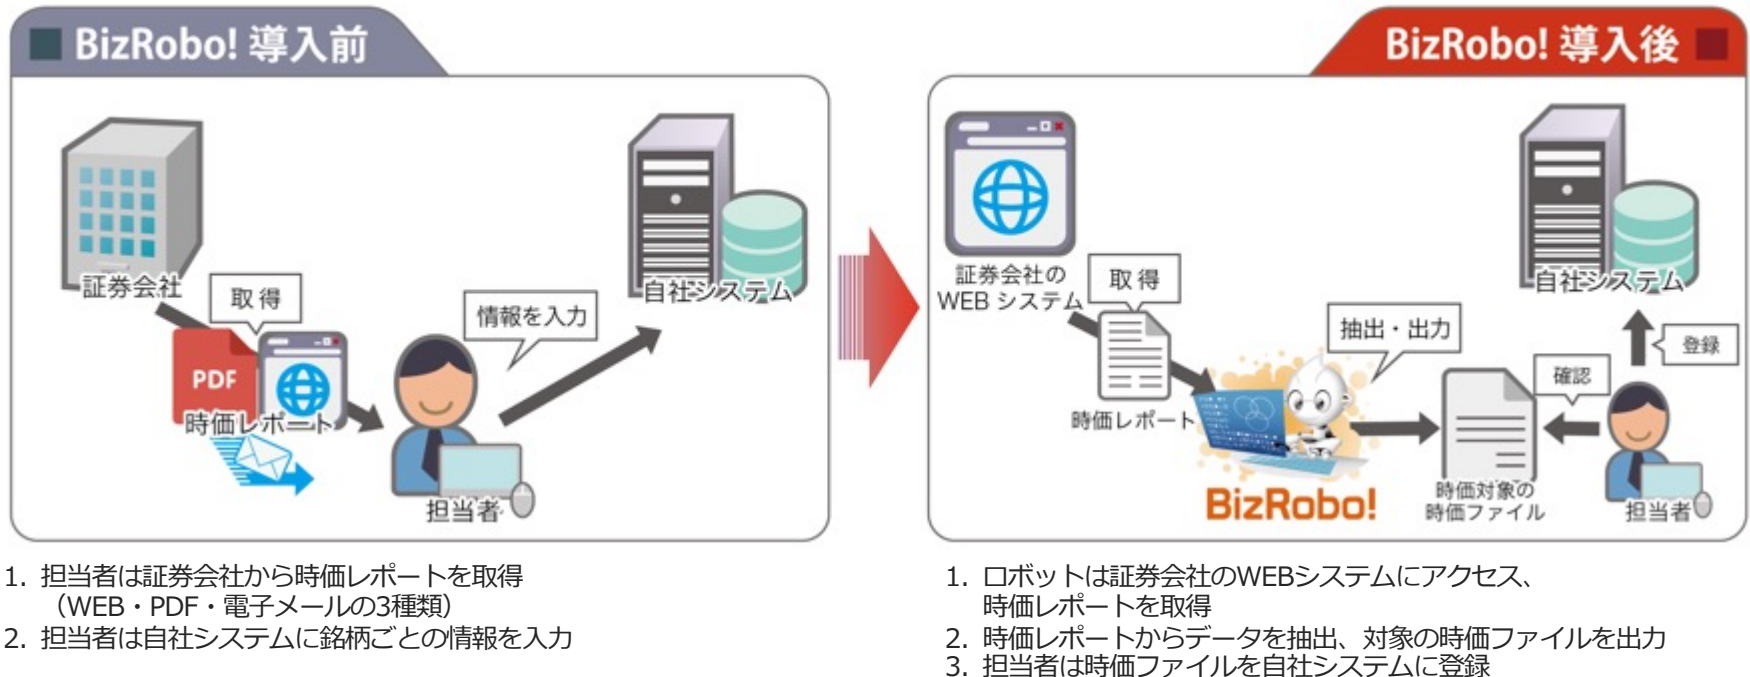 BizRobo! 導入前
証券会社
取得
PDF
時価レポート
情報を入力
担当者
自社システム
1. 担当者は証券会社から時価レポートを取得
（WEB・PDF・電子メールの3種類）
2. 担当者は自社システムに銘柄ごとの情報を入力
BizRobo! 導入後
証券会社の
WEB システム
取得
時価レポート
抽出・出力
BizRobo!
時価対象の
時価ファイル
確認
登録
自社システム
担当者
1. ロボットは証券会社のWEBシステムにアクセス、
時価レポートを取得
2. 時価レポートからデータを抽出、対象の時価ファイルを出力
3. 担当者は時価ファイルを自社システムに登録